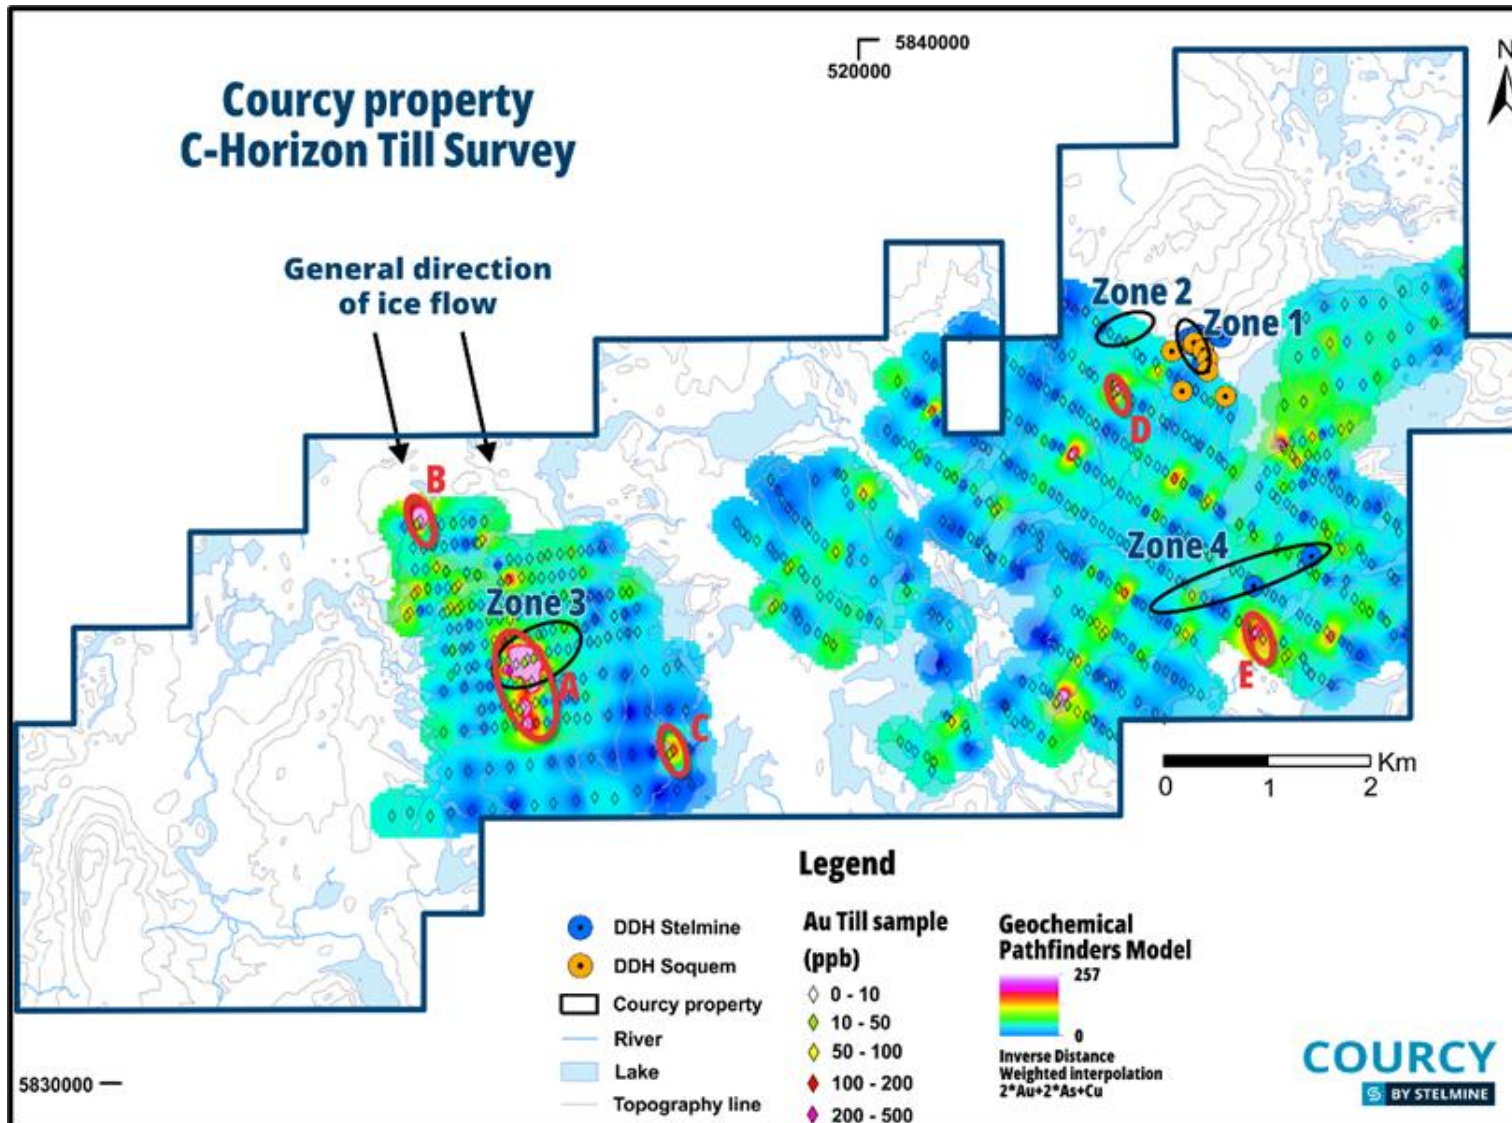 5840000
520000
N
Courcy property
C-Horizon Till Survey
General direction
of ice flow
Zone 2
Zone 1
D
B
Zone 4
Zone 3
A
E
C
Km
0 1 2
Legend
DDH Stelmine
DDH Soquem
Courcy property
River
Lake
Topography line
Au Till sample
(ppb)
0 - 10
10 - 50
50 - 100
100 - 200
200 - 500
Geochemical
Pathfinders Model
257
0
Inverse Distance
Weighted interpolation
2*Au+2*As+Cu
5830000
COURCY
BY STELMINE